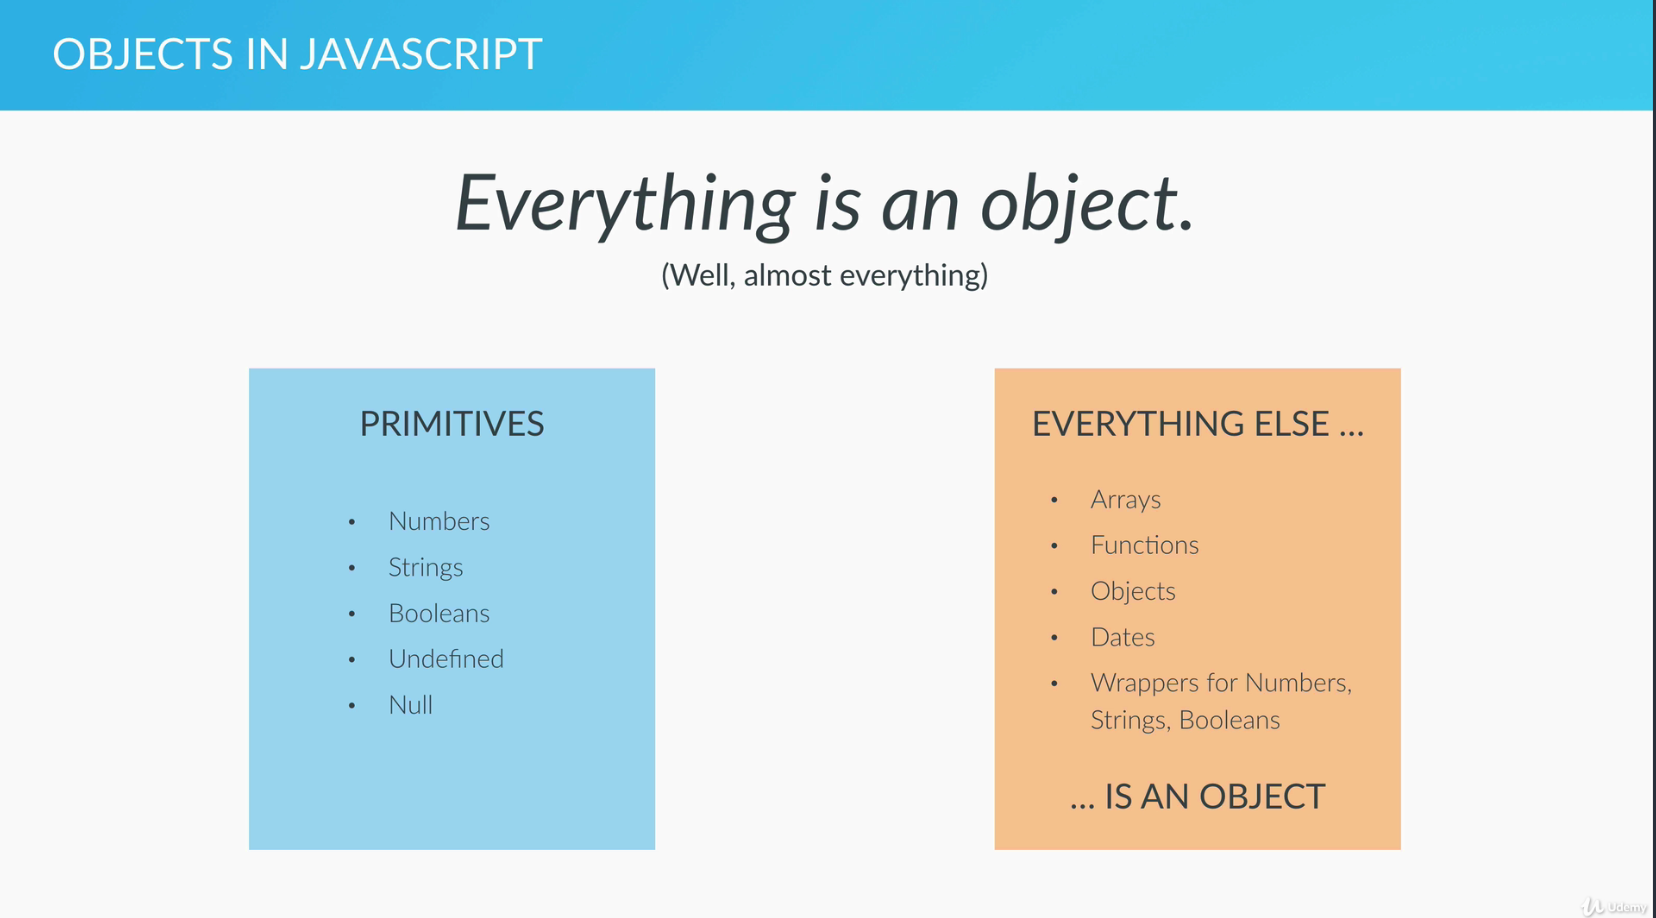 OBJECTS IN JAVASCRIPT
Everything is an object.
(Well, almost everything)
PRIMITIVES
• Numbers
• Strings
• Booleans
• Undefined
• Null
EVERYTHING ELSE ...
• Arrays
• Functions
• Objects
• Dates
• Wrappers for Numbers,
Strings, Booleans
... IS AN OBJECT
Udemy